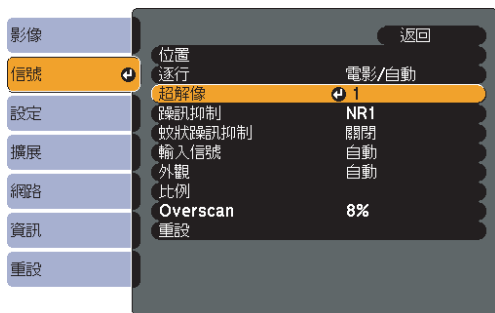 影像
信號
設定
擴展
網路
資訊
重設
返回
位置
逐行 電影/自動
超解像 1
躁訊抑制 NR1
蚊狀躁訊抑制 關閉
輸入信號 自動
外觀 自動
比例
Overscan 8%
重設